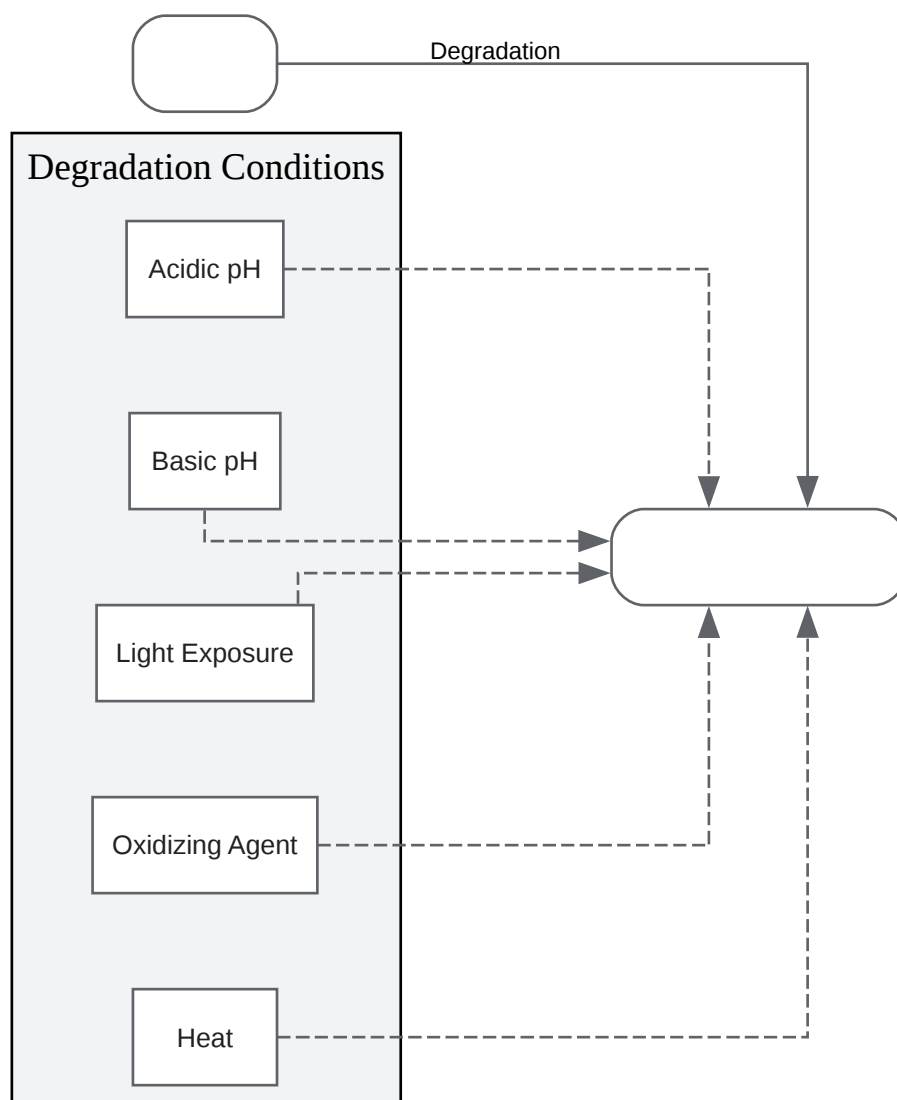 Degradation
Degradation Conditions
Acidic pH
Basic pH
Light Exposure
Oxidizing Agent
Heat